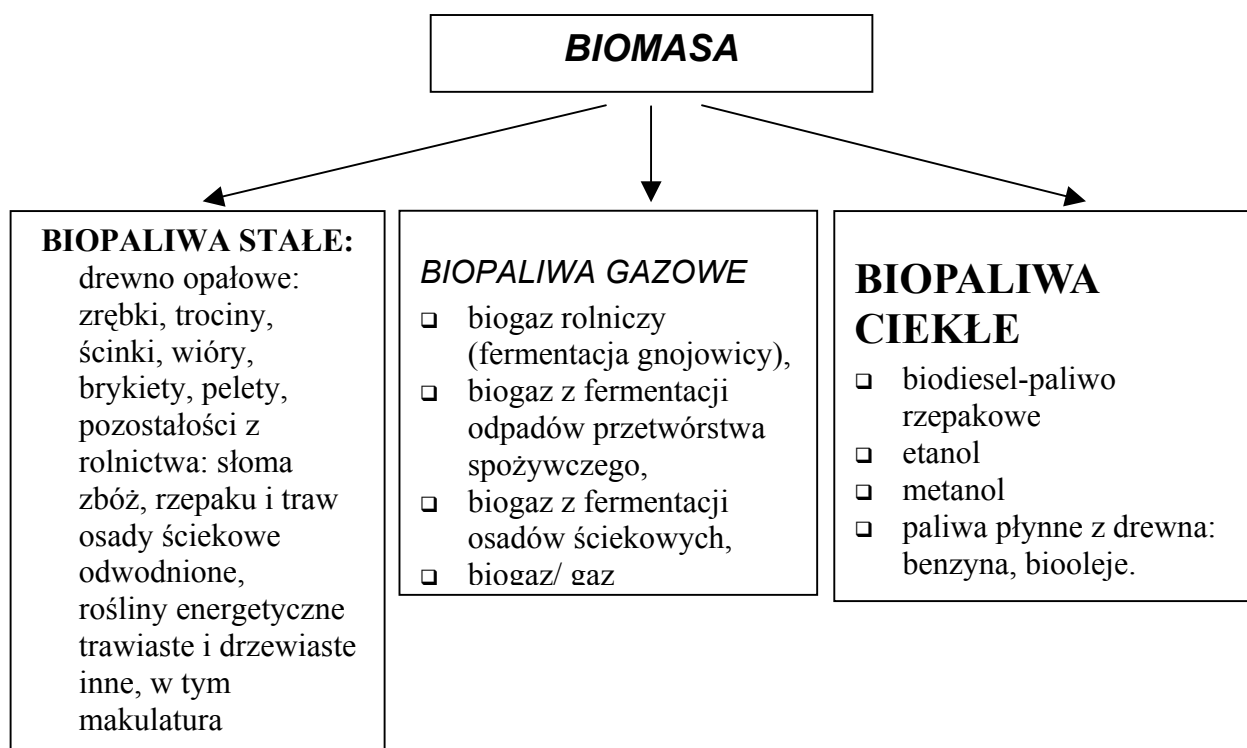 BIOMASA
BIOPALIWA STAŁE:
drewno opałowe:
zrębki, trociny,
ścinki, wióry,
brykiety, pelety,
pozostałości z
rolnictwa: słoma
zbóż, rzepaku i traw
osady ściekowe
odwodnione,
rośliny energetyczne
trawiaste i drzewiaste
inne, w tym
makulatura
BIOPALIWA GAZOWE
biogaz rolniczy
(fermentacja gnojowicy),
biogaz z fermentacji
odpadów przetwórstwa
spożywczego,
biogaz z fermentacji
osadów ściekowych,
biogaz/ gaz
BIOPALIWA
CIEKŁE
biodiesel-paliwo
rzepakowe
etanol
metanol
paliwa płynne z drewna:
benzyna, biooleje.